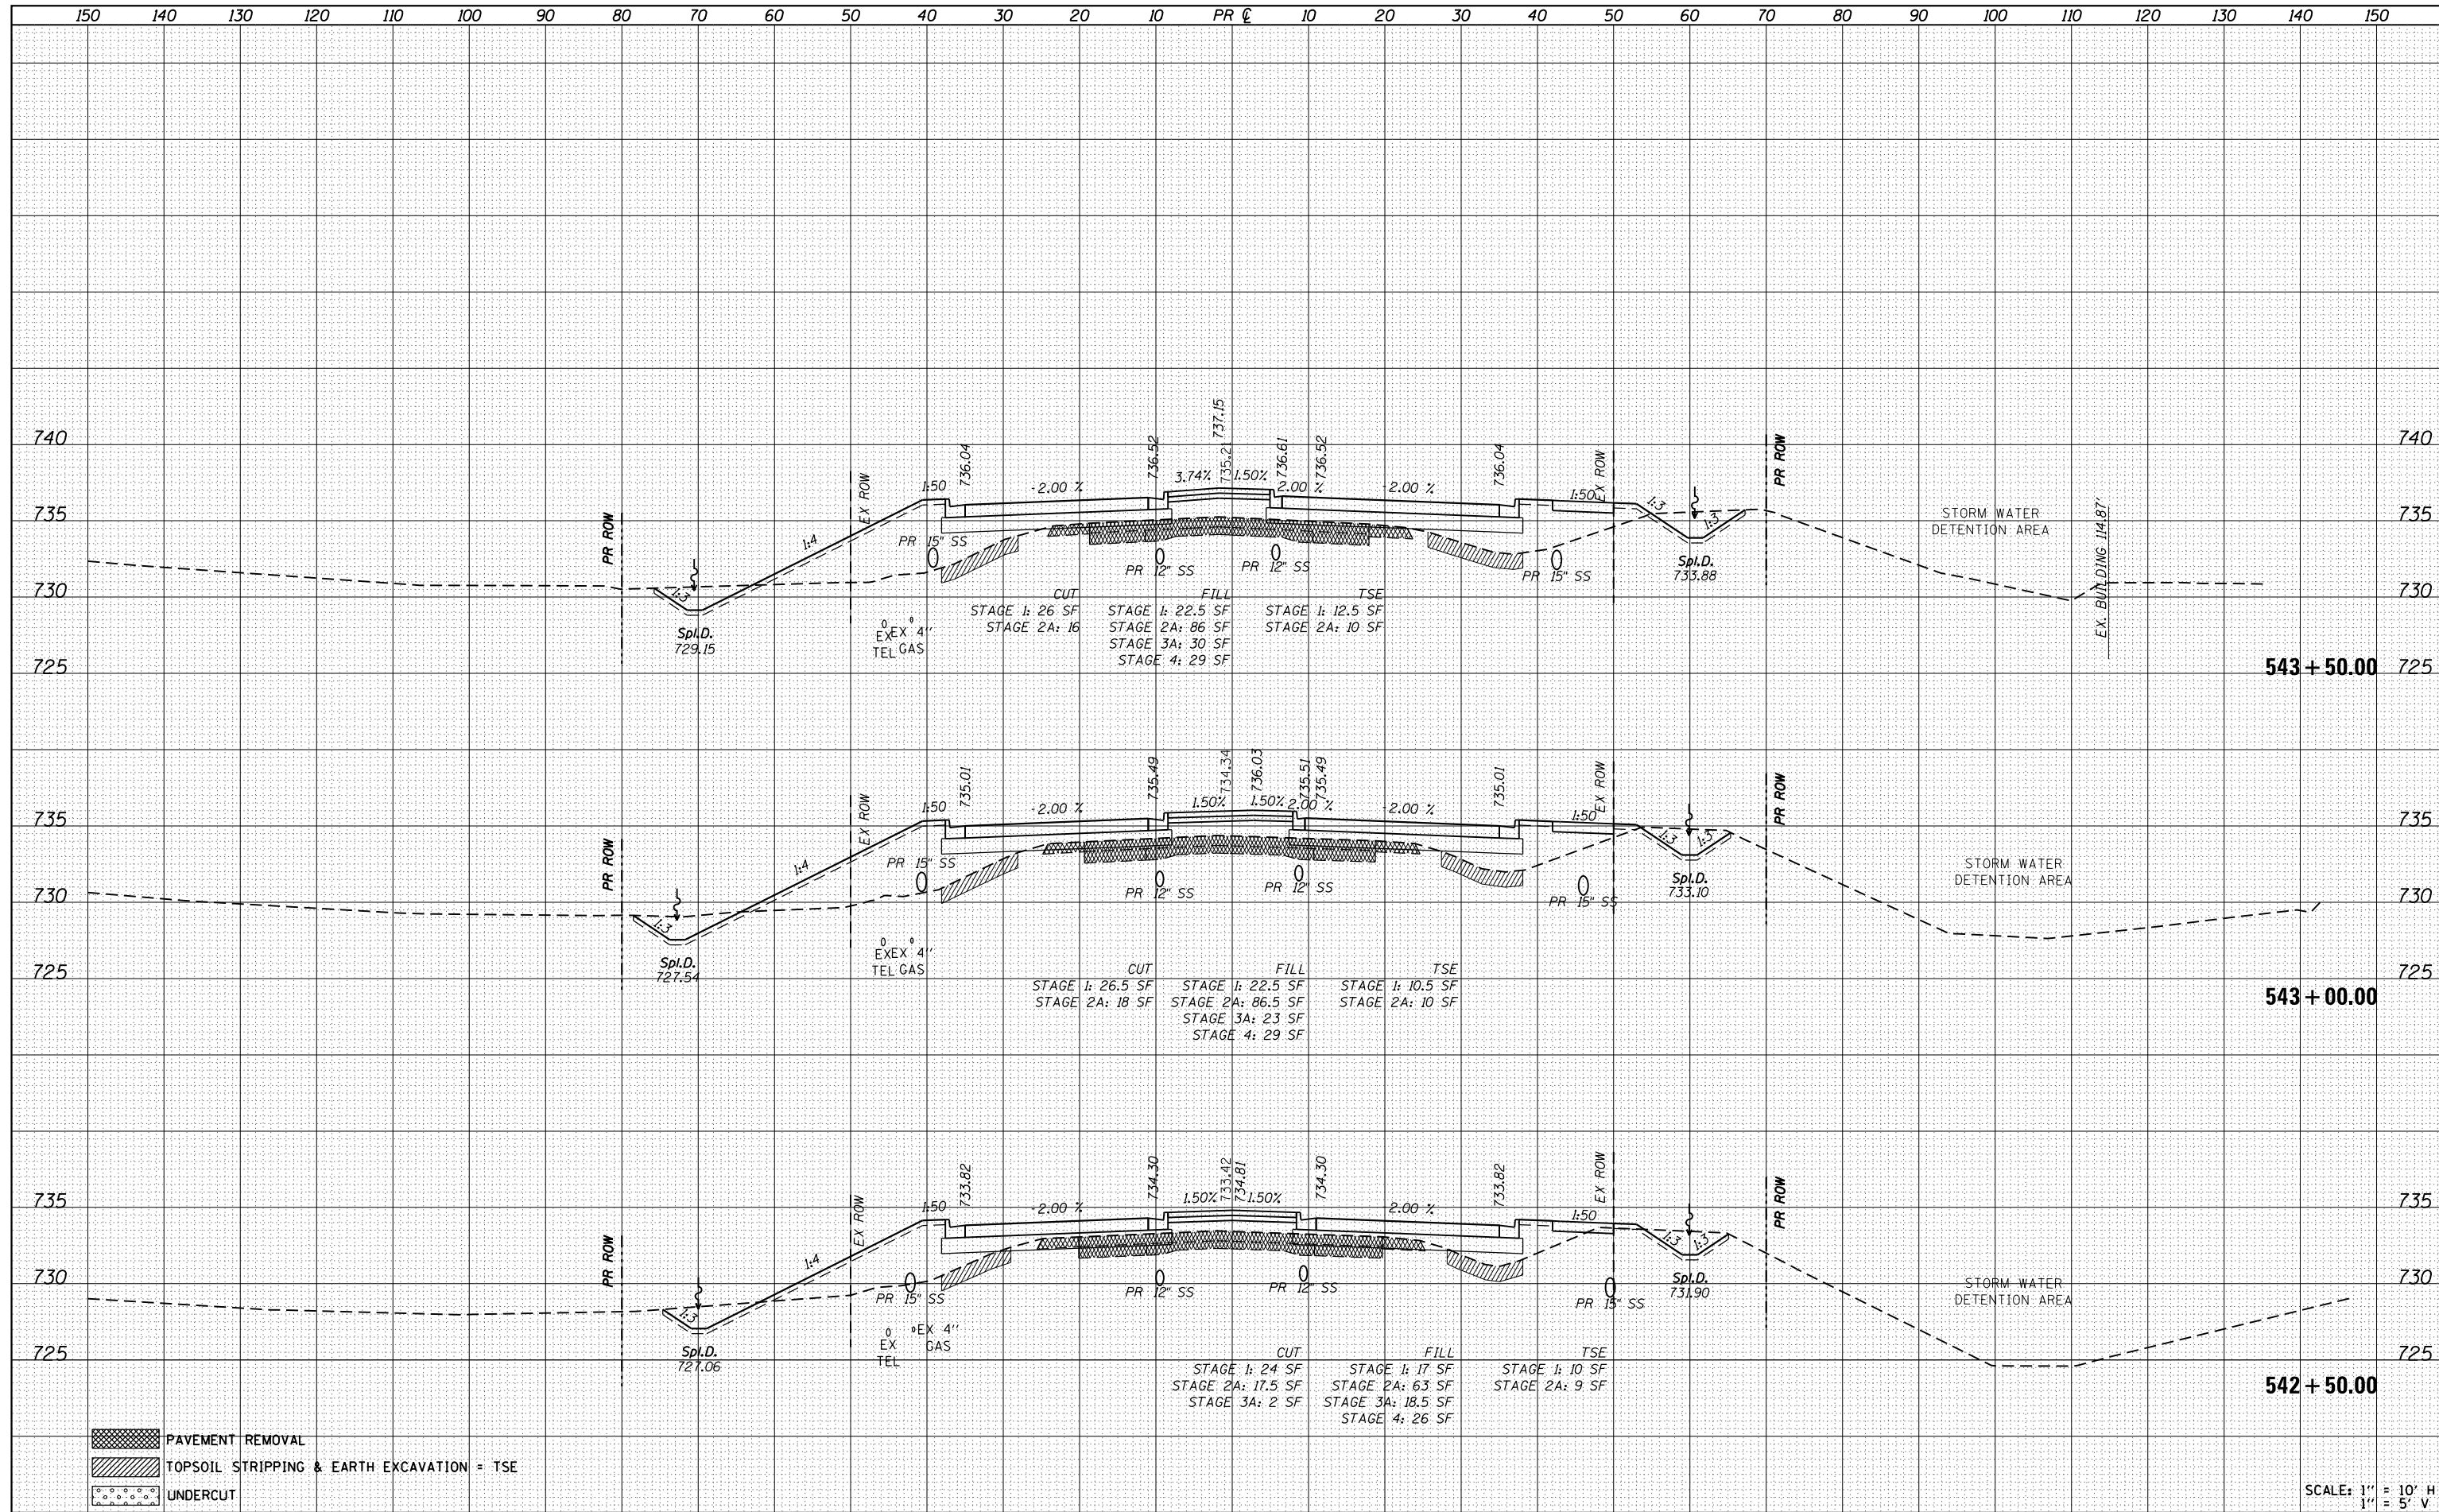 150 140 130 120 110 100 90 80 70 60 50 40 30 20 10 PR ℄ 10 20 30 40 50 60 70 80 90 100 110 120 130 140 150
737.15
740 740
736.04 736.52 735.21 736.61 736.52 736.04
EX ROW EX ROW PR ROW
1:50 -2.00 % 3.74% 1.50% 2.00 % -2.00 % 1:50 1:3 1:3
735 735
PR ROW 1:4
STORM WATER
DETENTION AREA
EX. BUILDING 114.87'
PR 15" SS PR 12" SS PR 12" SS PR 15" SS
Spl.D.
733.88
730 730
1:3
Spl.D.
729.15
EX
TEL
EX 4"
GAS
CUT
STAGE 1: 26 SF
STAGE 2A: 16
FILL
STAGE 1: 22.5 SF
STAGE 2A: 86 SF
STAGE 3A: 30 SF
STAGE 4: 29 SF
TSE
STAGE 1: 12.5 SF
STAGE 2A: 10 SF
725 543+50.00 725
735.01 735.49 734.34 736.03 735.51 735.49 735.01
EX ROW EX ROW PR ROW
1:50 -2.00 % 1.50% 1.50% 2.00 % -2.00 % 1:50
735 735
PR ROW 1:4 1:3 1:3
STORM WATER
DETENTION AREA
PR 15" SS PR 12" SS PR 12" SS PR 15" SS
Spl.D.
733.10
730 730
1:3
Spl.D.
727.54
EX
TEL
EX 4"
GAS
725 725
CUT
STAGE 1: 26.5 SF
STAGE 2A: 18 SF
FILL
STAGE 1: 22.5 SF
STAGE 2A: 86.5 SF
STAGE 3A: 23 SF
STAGE 4: 29 SF
TSE
STAGE 1: 10.5 SF
STAGE 2A: 10 SF
543+00.00
733.82 734.30 733.42 734.81 734.30 733.82
EX ROW EX ROW PR ROW
735 735
1:50 -2.00 % 1.50% 1.50% 2.00 % 1:50
PR ROW 1:4 1:3 1:3
730 730
STORM WATER
DETENTION AREA
PR 15" SS PR 12" SS PR 12" SS PR 15" SS
Spl.D.
731.90
1:3
Spl.D.
727.06
EX
TEL
EX 4"
GAS
725 725
CUT
STAGE 1: 24 SF
STAGE 2A: 17.5 SF
STAGE 3A: 2 SF
FILL
STAGE 1: 17 SF
STAGE 2A: 63 SF
STAGE 3A: 18.5 SF
STAGE 4: 26 SF
TSE
STAGE 1: 10 SF
STAGE 2A: 9 SF
542+50.00
PAVEMENT REMOVAL
TOPSOIL STRIPPING & EARTH EXCAVATION = TSE
UNDERCUT
SCALE: 1" = 10' H
1" = 5' V